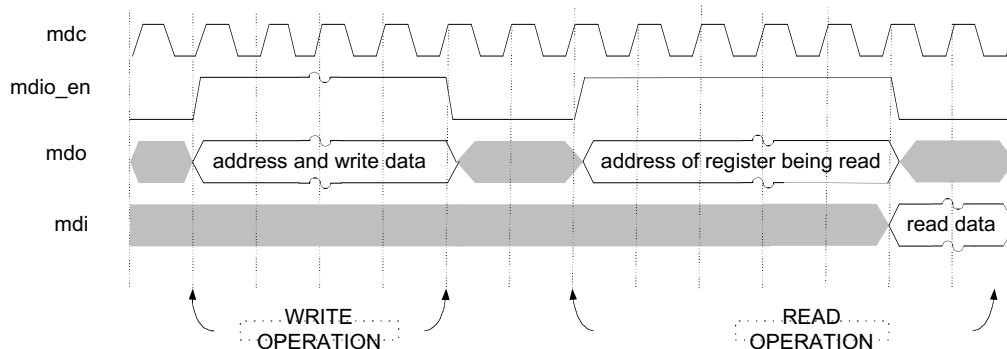 mdc
mdio_en
mdo
address and write data
address of register being read
mdi
read data
WRITE
OPERATION
READ
OPERATION